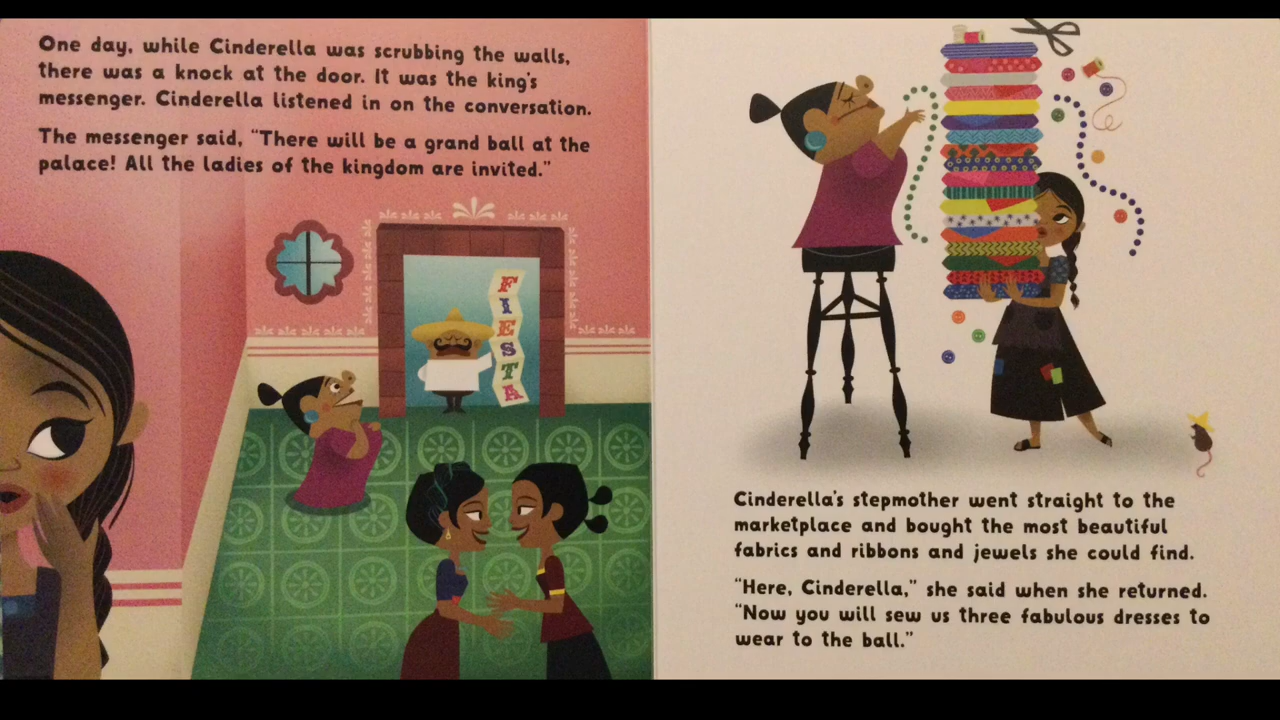 One day, while Cinderella was scrubbing the walls,
there was a knock at the door. It was the king's
messenger. Cinderella listened in on the conversation.
The messenger said, “There will be a grand ball at the
palace! All the ladies of the kingdom are invited.”
FIESTA
Cinderella's stepmother went straight to the
marketplace and bought the most beautiful
fabrics and ribbons and jewels she could find.
“Here, Cinderella,” she said when she returned.
“Now you will sew us three fabulous dresses to
wear to the ball.”